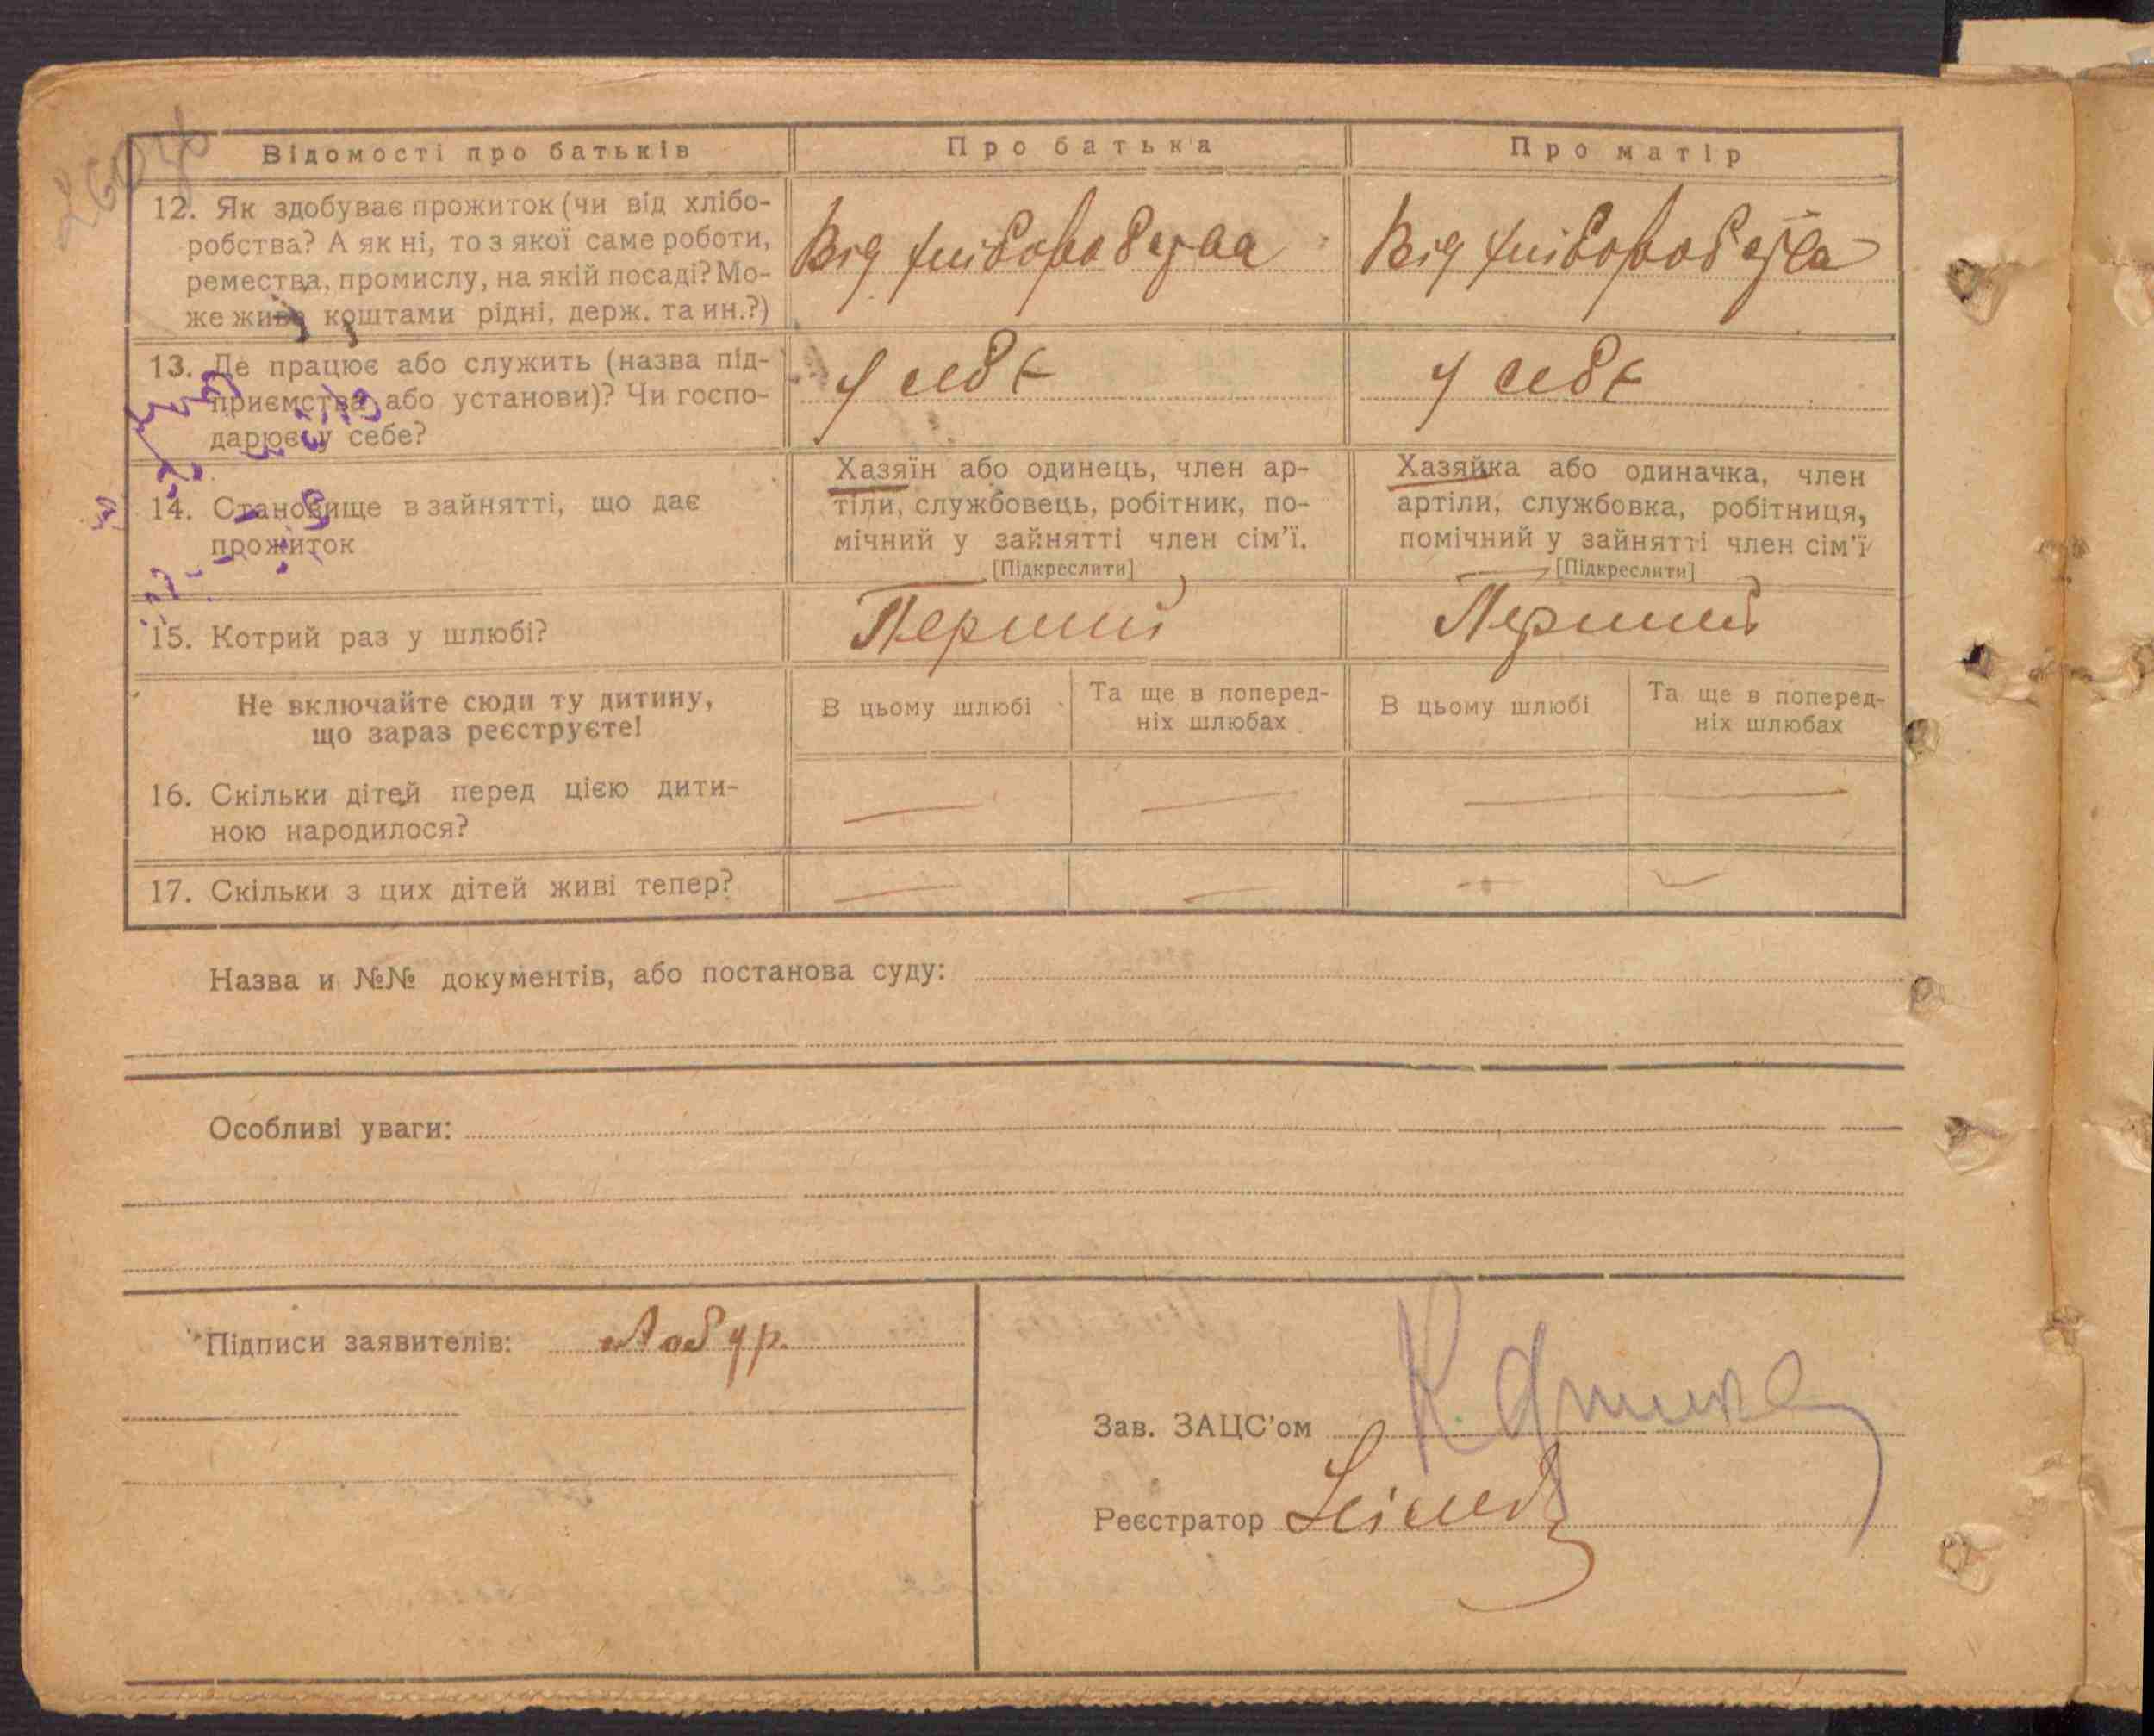 Відомості про батьків
Про батька
Про матір
12. Як здобуває прожиток (чи від хлібо-
робства? А як ні, то з якої саме роботи,
ремества, промислу, на якій посаді? Мо-
же живе коштами рідні, держ. та ин.?)
Від хліборобства
Від хліборобства
13. Де працює або служить (назва під-
приємства або установи)? Чи госпо-
дарює у себе?
У себе
У себе
14. Становище в зайнятті, що дає
прожиток
Хазяїн або одинець, член ар-
тіли, службовець, робітник, по-
мічний у зайнятті член сім'ї.
[Підкреслити]
Хазяйка або одиначка, член
артіли, службовка, робітниця,
помічний у зайнятті член сім'ї
[Підкреслити]
15. Котрий раз у шлюбі?
Перший
Перший
Не включайте сюди ту дитину,
що зараз реєструєте!
В цьому шлюбі
Та ще в поперед-
ніх шлюбах
В цьому шлюбі
Та ще в поперед-
ніх шлюбах
16. Скільки дітей перед цією дити-
ною народилося?
17. Скільки з цих дітей живі тепер?
Назва и №№ документів, або постанова суду:
Особливі уваги:
Підписи заявителів:
Зав. ЗАЦС'ом
Реєстратор